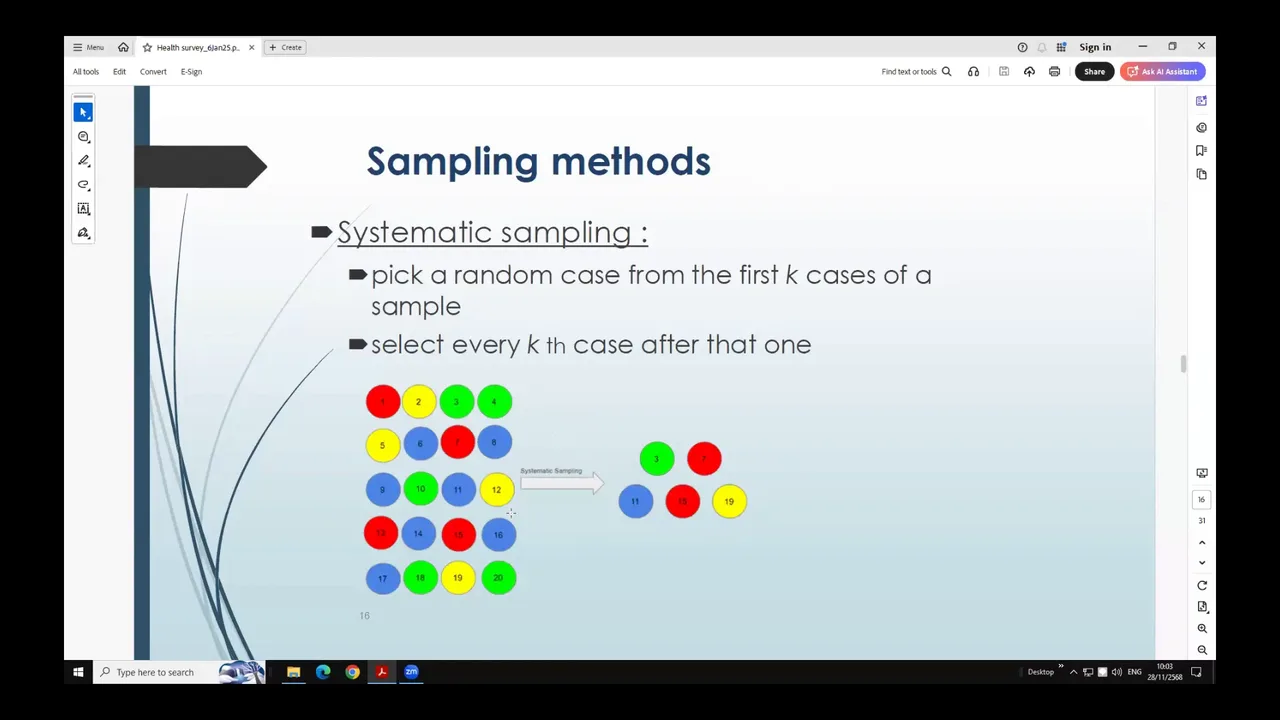 Menu
Health survey_6Jan25.p...
Create
Sign in
All tools
Edit
Convert
E-Sign
Find text or tools
Share
Ask AI Assistant
Sampling methods
Systematic sampling :
pick a random case from the first k cases of a
sample
select every k th case after that one
1 2 3 4
5 6 7 8
9 10 11 12
13 14 15 16
17 18 19 20
Systematic Sampling
3 7
11 15 19
16
16
31
Type here to search
zm
Desktop
ENG
10:03
28/11/2568